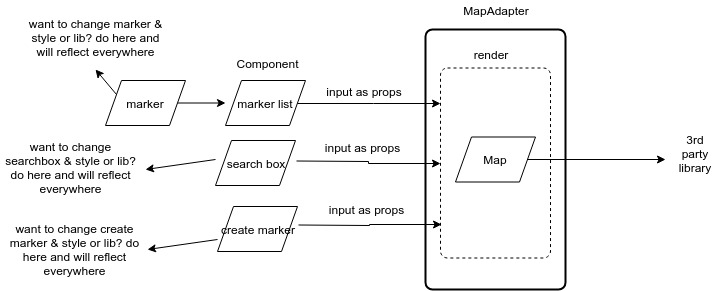 MapAdapter
want to change marker &
style or lib? do here and
will reflect everywhere
Component
render
marker
marker list
input as props
want to change
searchbox & style or lib?
do here and will reflect
everywhere
search box
input as props
Map
3rd
party
library
want to change create
marker & style or lib? do
here and will reflect
everywhere
create marker
input as props